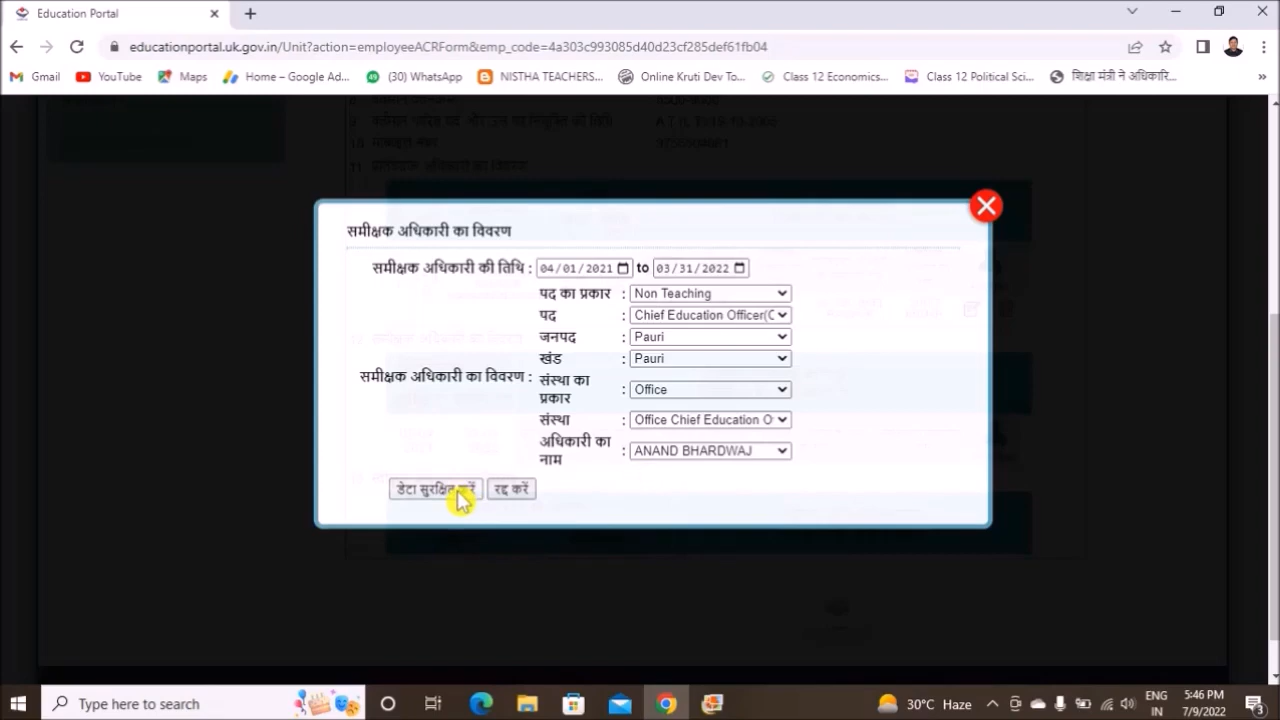 Education Portal
educationportal.uk.gov.in/Unit?action=employeeACRForm&emp_code=4a303c993085d40d23cf285def61fb04
Gmail YouTube Maps Home – Google Ad... (30) WhatsApp NISTHA TEACHERS... Online Kruti Dev To... Class 12 Economics... Class 12 Political Sci... शिक्षा मंत्री ने अधिकारि... »
समीक्षक अधिकारी का विवरण
समीक्षक अधिकारी की तिथि : 04/01/2021 to 03/31/2022
पद का प्रकार : Non Teaching
पद : Chief Education Officer(C
जनपद : Pauri
खंड : Pauri
समीक्षक अधिकारी का विवरण :
संस्था का
प्रकार : Office
संस्था : Office Chief Education O
अधिकारी का
नाम : ANAND BHARDWAJ
डेटा सुरक्षित करें रद्द करें
Type here to search
30°C Haze
ENG
IN
5:46 PM
7/9/2022
3